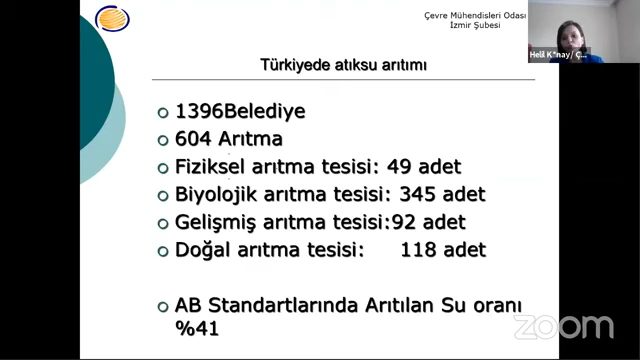 Çevre Mühendisleri Odası
İzmir Şubesi
Türkiyede atıksu arıtımı
1396Belediye
604 Arıtma
Fiziksel arıtma tesisi: 49 adet
Biyolojik arıtma tesisi: 345 adet
Gelişmiş arıtma tesisi:92 adet
Doğal arıtma tesisi: 118 adet
AB Standartlarında Arıtılan Su oranı
%41
Helil K*nay/ Ç...
zoom